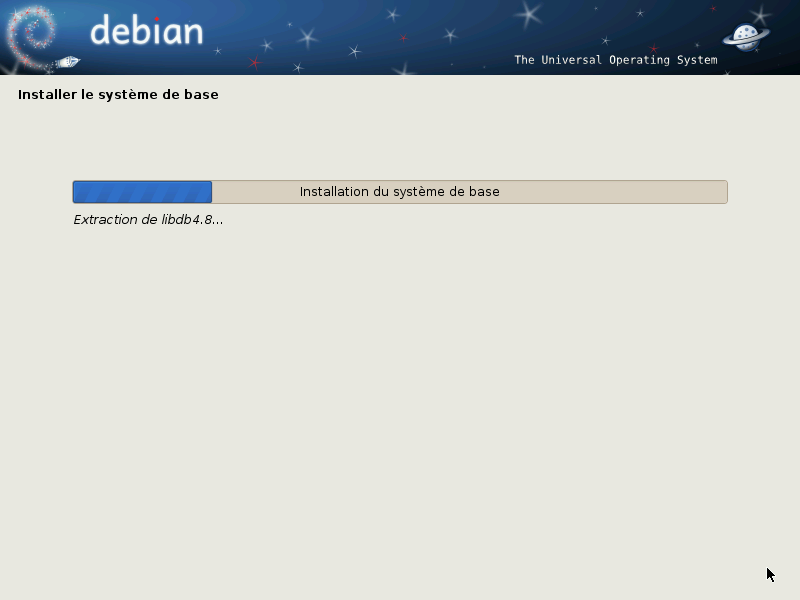 debian
The Universal Operating System
Installer le système de base
Installation du système de base
Extraction de libdb4.8...